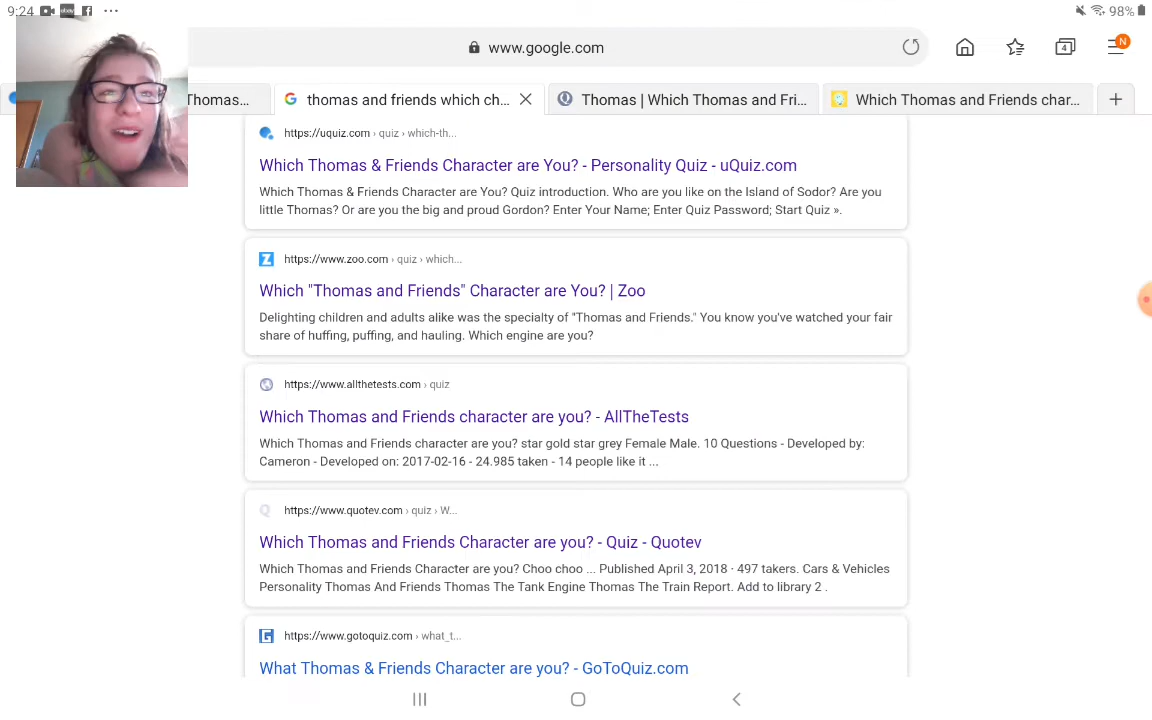 9:24 ebay 98%
www.google.com 4 N
Thomas...
thomas and friends which ch...
Thomas | Which Thomas and Fri...
Which Thomas and Friends char...
https://uquiz.com › quiz › which-th...
Which Thomas & Friends Character are You? - Personality Quiz - uQuiz.com
Which Thomas & Friends Character are You? Quiz introduction. Who are you like on the Island of Sodor? Are you
little Thomas? Or are you the big and proud Gordon? Enter Your Name; Enter Quiz Password; Start Quiz ».
https://www.zoo.com › quiz › which...
Which "Thomas and Friends" Character are You? | Zoo
Delighting children and adults alike was the specialty of "Thomas and Friends." You know you've watched your fair
share of huffing, puffing, and hauling. Which engine are you?
https://www.allthetests.com › quiz
Which Thomas and Friends character are you? - AllTheTests
Which Thomas and Friends character are you? star gold star grey Female Male. 10 Questions - Developed by:
Cameron - Developed on: 2017-02-16 - 24.985 taken - 14 people like it ...
https://www.quotev.com › quiz › W...
Which Thomas and Friends Character are you? - Quiz - Quotev
Which Thomas and Friends Character are you? Choo choo ... Published April 3, 2018 · 497 takers. Cars & Vehicles
Personality Thomas And Friends Thomas The Tank Engine Thomas The Train Report. Add to library 2 .
https://www.gotoquiz.com › what_t...
What Thomas & Friends Character are you? - GoToQuiz.com